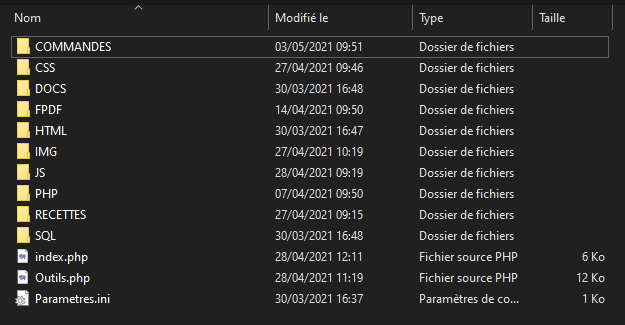 Nom Modifié le Type Taille
COMMANDES 03/05/2021 09:51 Dossier de fichiers
CSS 27/04/2021 09:46 Dossier de fichiers
DOCS 30/03/2021 16:48 Dossier de fichiers
FPDF 14/04/2021 09:50 Dossier de fichiers
HTML 30/03/2021 16:47 Dossier de fichiers
IMG 27/04/2021 10:19 Dossier de fichiers
JS 28/04/2021 09:19 Dossier de fichiers
PHP 07/04/2021 09:50 Dossier de fichiers
RECETTES 27/04/2021 09:15 Dossier de fichiers
SQL 30/03/2021 16:48 Dossier de fichiers
index.php 28/04/2021 12:11 Fichier source PHP 6 Ko
Outils.php 28/04/2021 11:19 Fichier source PHP 12 Ko
Parametres.ini 30/03/2021 16:37 Paramètres de co... 1 Ko